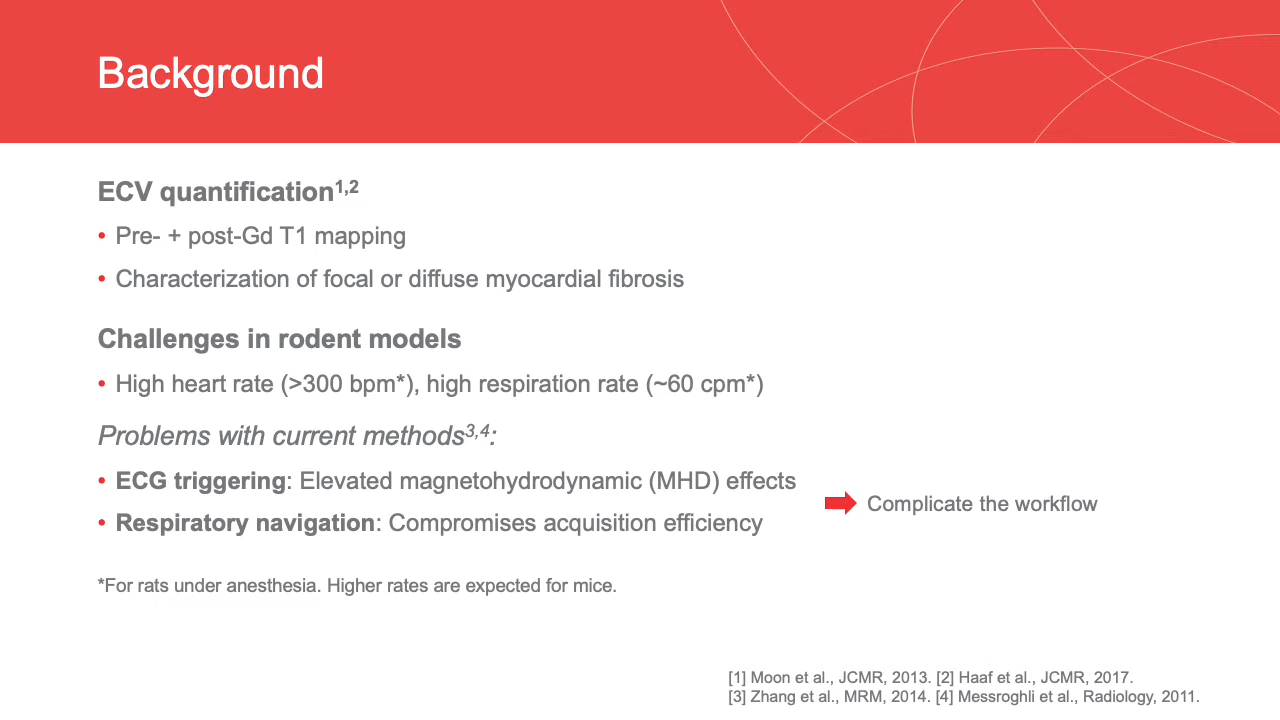 Background
ECV quantification1,2
• Pre- + post-Gd T1 mapping
• Characterization of focal or diffuse myocardial fibrosis
Challenges in rodent models
• High heart rate (>300 bpm*), high respiration rate (~60 cpm*)
Problems with current methods3,4:
• ECG triggering: Elevated magnetohydrodynamic (MHD) effects
• Respiratory navigation: Compromises acquisition efficiency
Complicate the workflow
*For rats under anesthesia. Higher rates are expected for mice.
[1] Moon et al., JCMR, 2013. [2] Haaf et al., JCMR, 2017.
[3] Zhang et al., MRM, 2014. [4] Messroghli et al., Radiology, 2011.